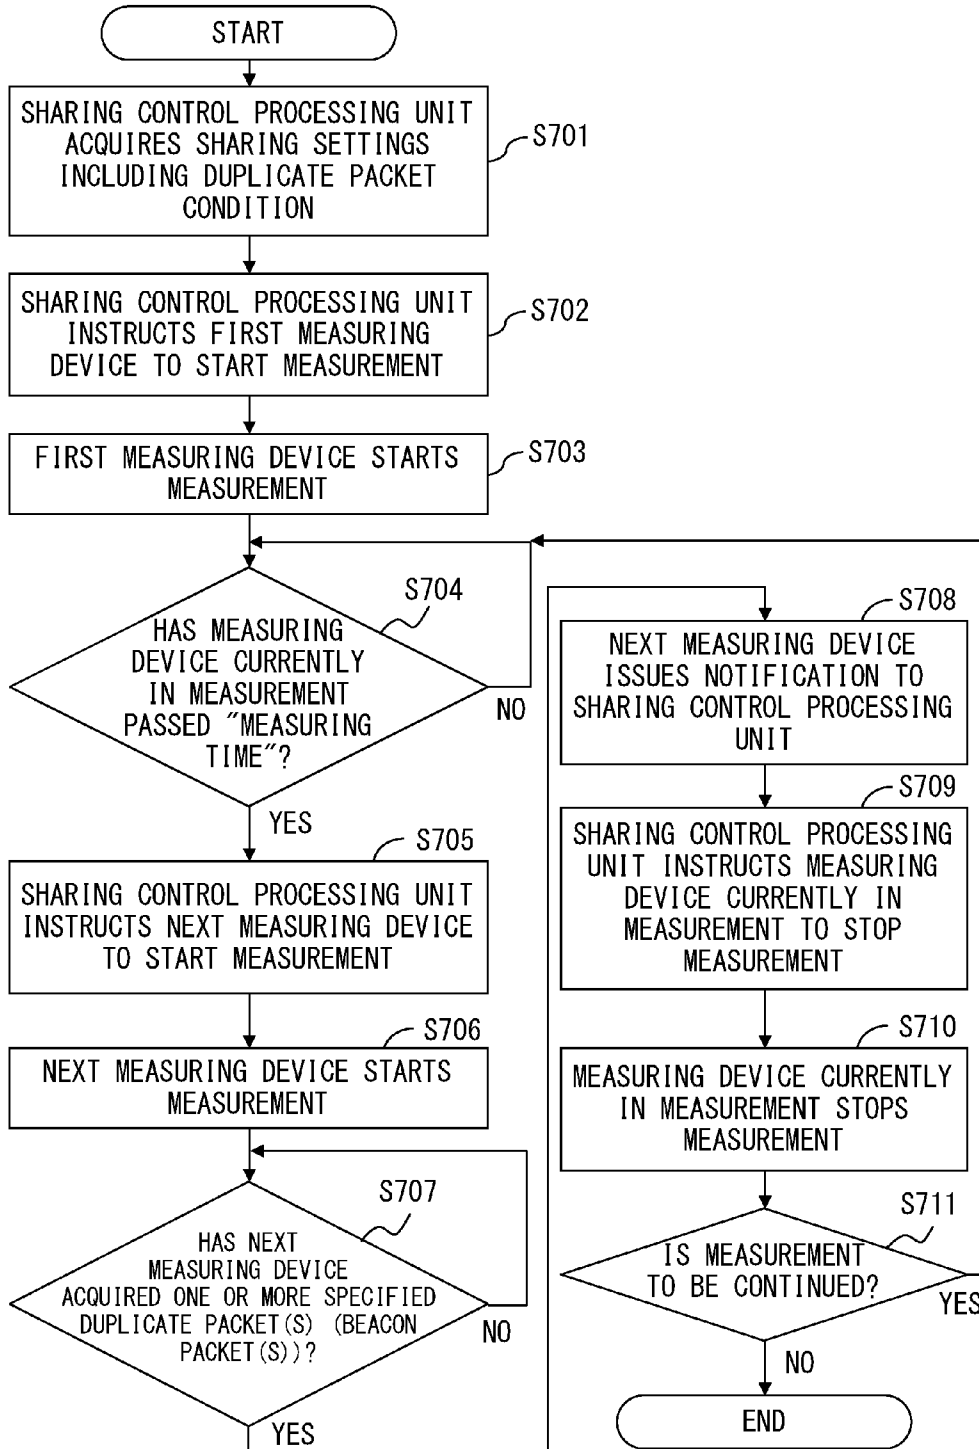 START
SHARING CONTROL PROCESSING UNIT
ACQUIRES SHARING SETTINGS
INCLUDING DUPLICATE PACKET
CONDITION
S701
SHARING CONTROL PROCESSING UNIT
INSTRUCTS FIRST MEASURING
DEVICE TO START MEASUREMENT
S702
FIRST MEASURING DEVICE STARTS
MEASUREMENT
S703
S704
HAS MEASURING
DEVICE CURRENTLY
IN MEASUREMENT
PASSED "MEASURING
TIME"?
NO
YES
S705
SHARING CONTROL PROCESSING UNIT
INSTRUCTS NEXT MEASURING DEVICE
TO START MEASUREMENT
S706
NEXT MEASURING DEVICE STARTS
MEASUREMENT
S707
HAS NEXT
MEASURING DEVICE
ACQUIRED ONE OR MORE SPECIFIED
DUPLICATE PACKET(S) (BEACON
PACKET(S))?
NO
YES
S708
NEXT MEASURING DEVICE
ISSUES NOTIFICATION TO
SHARING CONTROL PROCESSING
UNIT
S709
SHARING CONTROL PROCESSING
UNIT INSTRUCTS MEASURING
DEVICE CURRENTLY IN
MEASUREMENT TO STOP
MEASUREMENT
S710
MEASURING DEVICE CURRENTLY
IN MEASUREMENT STOPS
MEASUREMENT
S711
IS MEASUREMENT
TO BE CONTINUED?
YES
NO
END